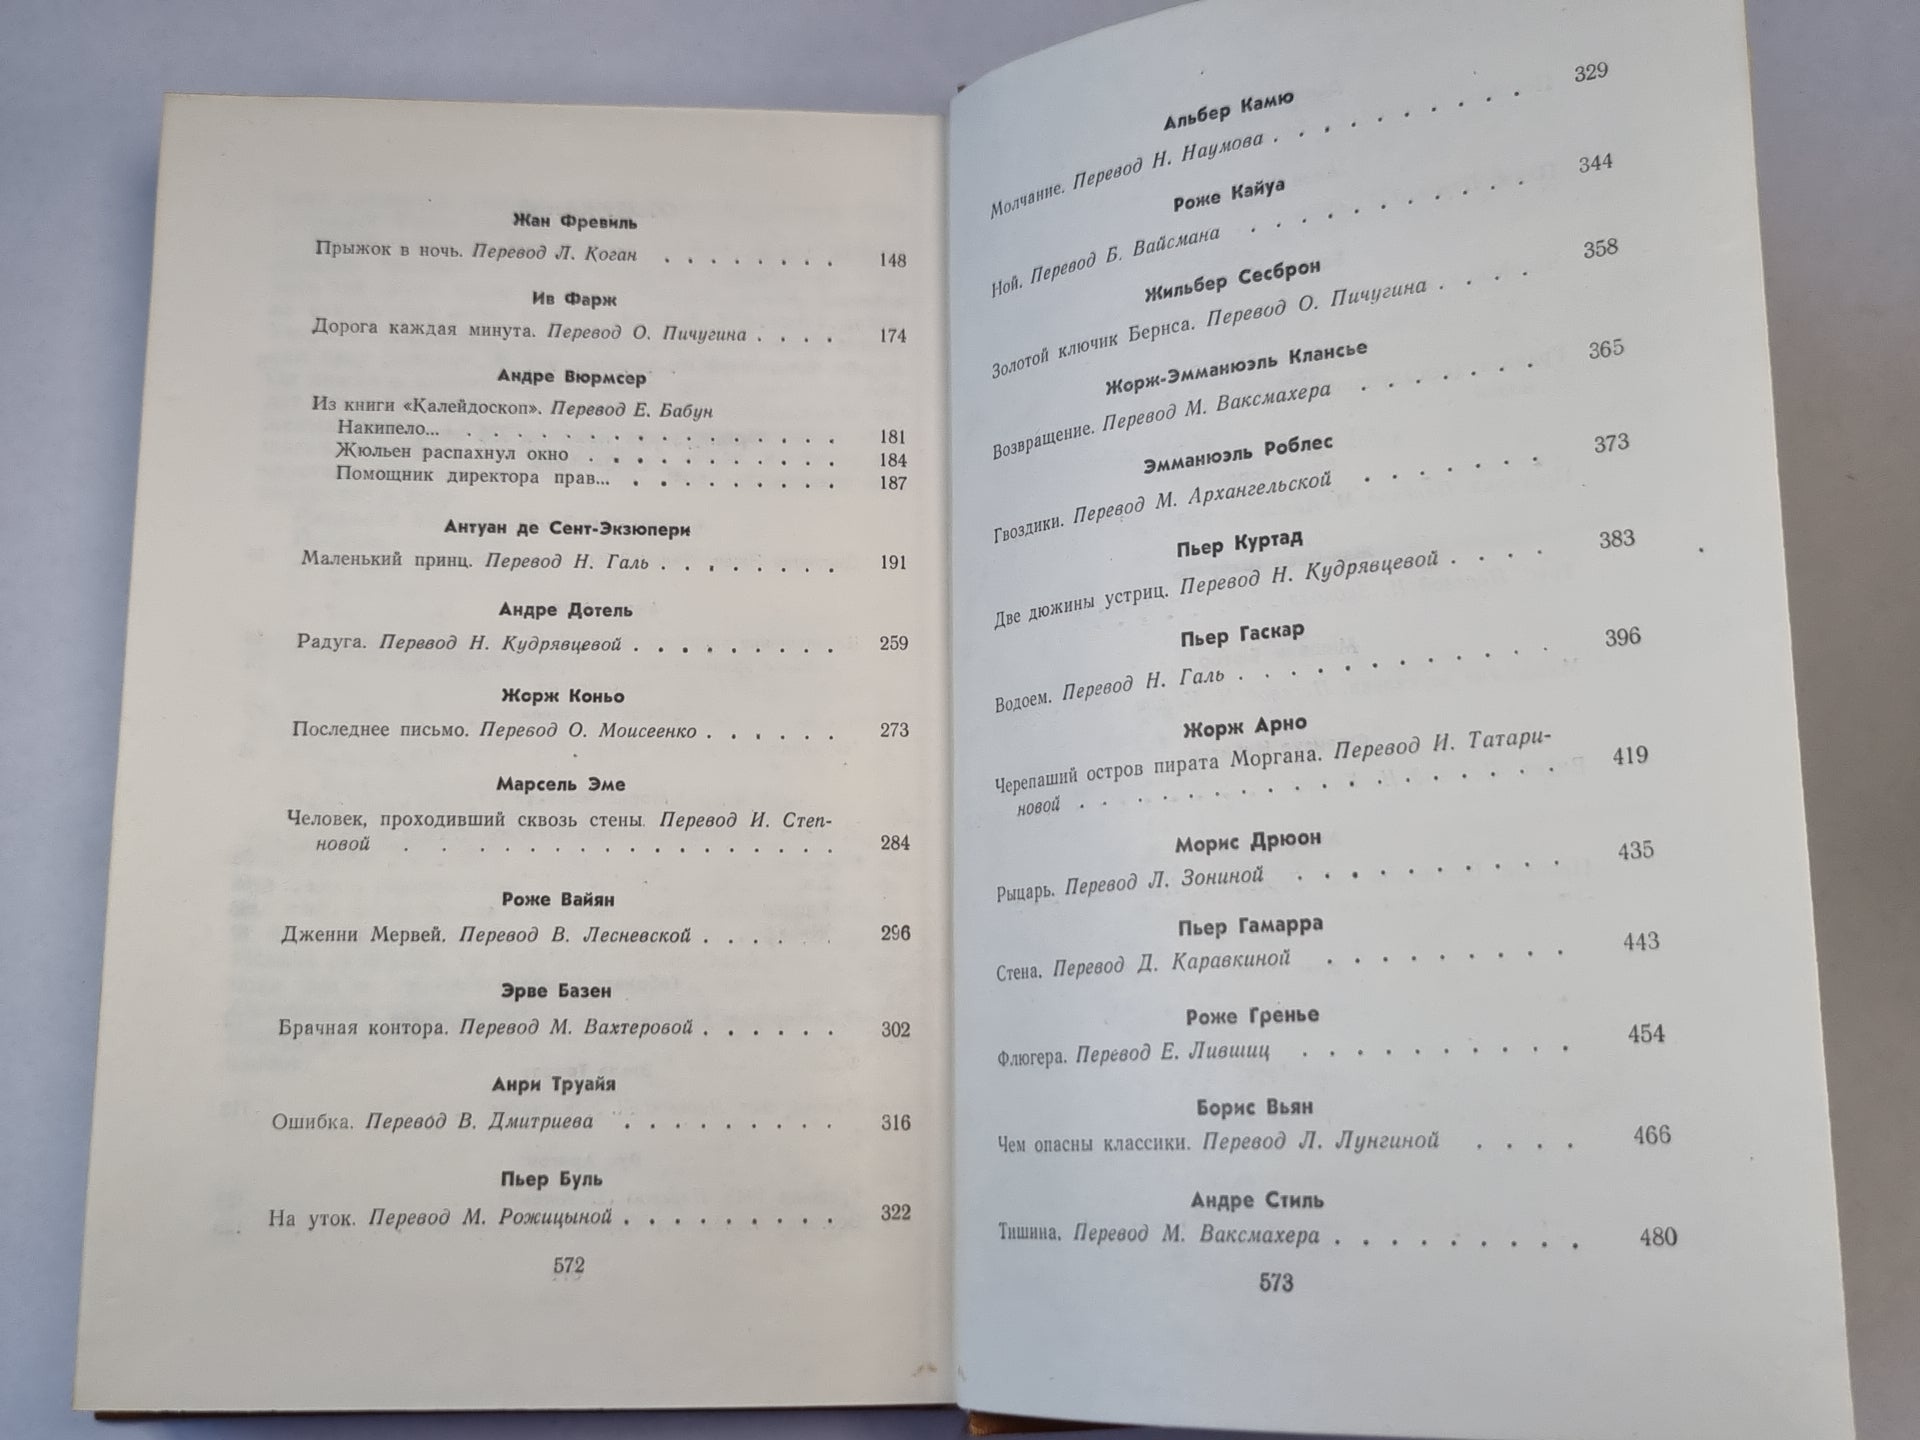 Жан Фревиль
Прыжок в ночь. Перевод Л. Коган . . . . . . . . 148
Ив Фарж
Дорога каждая минута. Перевод О. Пичугина . . . . 174
Андре Вюрмсер
Из книги «Калейдоскоп». Перевод Е. Бабун
Накипело... . . . . . . . . . . . . . . . 181
Жюльен распахнул окно . . . . . . . . . . 184
Помощник директора прав... . . . . . . . . . 187
Антуан де Сент-Экзюпери
Маленький принц. Перевод Н. Галь . . . . . . . 191
Андре Дотель
Радуга. Перевод Н. Кудрявцевой . . . . . . . . . 259
Жорж Коньо
Последнее письмо. Перевод О. Моисеенко . . . . . . 273
Марсель Эме
Человек, проходивший сквозь стены. Перевод И. Степ-
новой . . . . . . . . . . . . . . . . . 284
Роже Вайян
Дженни Мервей. Перевод В. Лесневской . . . . . . 296
Эрве Базен
Брачная контора. Перевод М. Вахтеровой . . . . . . 302
Анри Труайя
Ошибка. Перевод В. Дмитриева . . . . . . . . . 316
Пьер Буль
На уток. Перевод М. Рожицыной . . . . . . . . . 322
572
Альбер Камю
Молчание. Перевод Н. Наумова . . . . . . . . . . 329
Роже Кайуа
Ной. Перевод Б. Вайсмана . . . . . . . . . . . 344
Жильбер Сесброн
Золотой ключик Бернса. Перевод О. Пичугина . . . . 358
Жорж-Эмманюэль Клансье
Возвращение. Перевод М. Ваксмахера . . . . . . . 365
Эмманюэль Роблес
Гвоздики. Перевод М. Архангельской . . . . . . . 373
Пьер Куртад
Две дюжины устриц. Перевод Н. Кудрявцевой . . . . 383
Пьер Гаскар
Водоем. Перевод Н. Галь . . . . . . . . . . . . . 396
Жорж Арно
Черепаший остров пирата Моргана. Перевод И. Татари-
новой . . . . . . . . . . . . . . . . . . . 419
Морис Дрюон
Рыцарь. Перевод Л. Зониной . . . . . . . . . . 435
Пьер Гамарра
Стена. Перевод Д. Каравкиной . . . . . . . . . 443
Роже Гренье
Флюгера. Перевод Е. Лившиц . . . . . . . . . . 454
Борис Вьян
Чем опасны классики. Перевод Л. Лунгиной . . . . 466
Андре Стиль
Тишина. Перевод М. Ваксмахера . . . . . . . . . 480
573